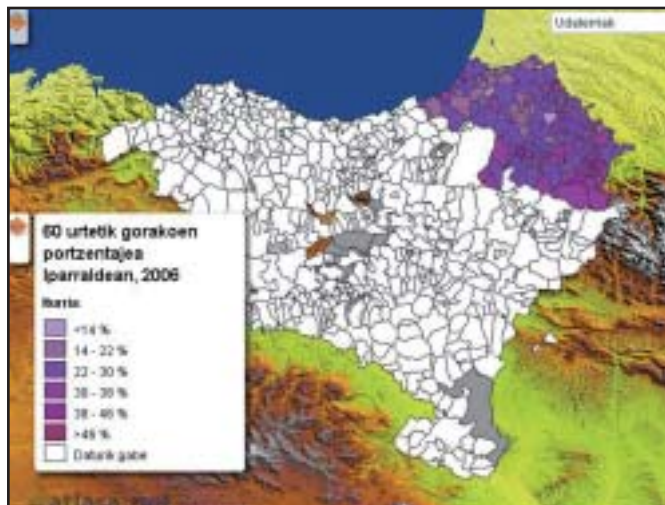 Udalerriak
60 urtetik gorakoen
portzentajea
Iparraldean, 2006
Iturria
<14 %
14 - 22 %
22 - 30 %
30 - 38 %
38 - 46 %
>46 %
Daturik gabe